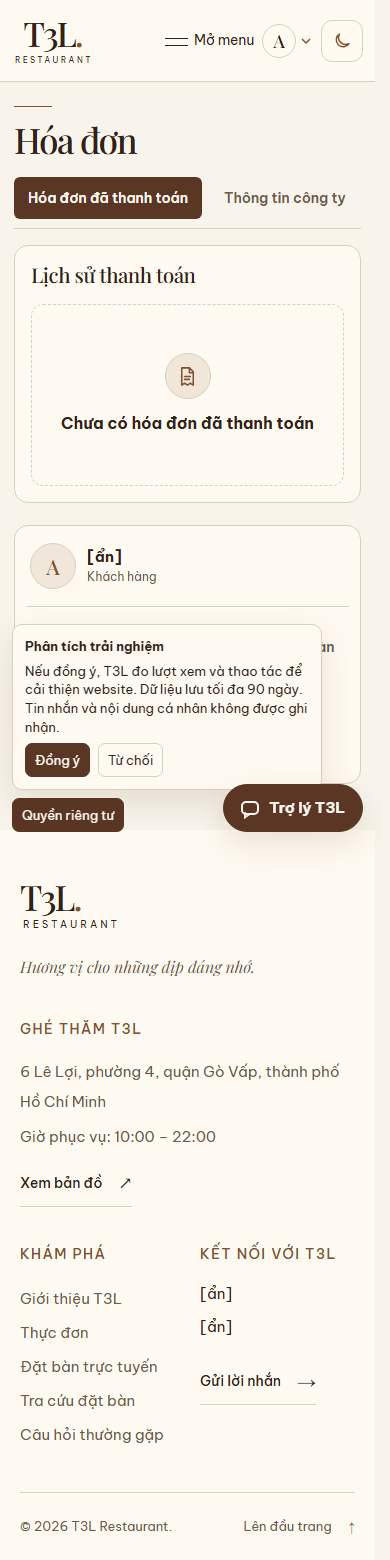 T3L.
RESTAURANT
Mở menu
A
Hóa đơn
Hóa đơn đã thanh toán
Thông tin công ty
Lịch sử thanh toán
Chưa có hóa đơn đã thanh toán
A
[ẩn]
Khách hàng
Phân tích trải nghiệm
Nếu đồng ý, T3L đo lượt xem và thao tác để
cải thiện website. Dữ liệu lưu tối đa 90 ngày.
Tin nhắn và nội dung cá nhân không được ghi
nhận.
Đồng ý
Từ chối
Quyền riêng tư
Trợ lý T3L
T3L.
RESTAURANT
Hương vị cho những dịp đáng nhớ.
GHÉ THĂM T3L
6 Lê Lợi, phường 4, quận Gò Vấp, thành phố
Hồ Chí Minh
Giờ phục vụ: 10:00 – 22:00
Xem bản đồ ↗
KHÁM PHÁ
Giới thiệu T3L
Thực đơn
Đặt bàn trực tuyến
Tra cứu đặt bàn
Câu hỏi thường gặp
KẾT NỐI VỚI T3L
[ẩn]
[ẩn]
Gửi lời nhắn →
© 2026 T3L Restaurant.
Lên đầu trang ↑